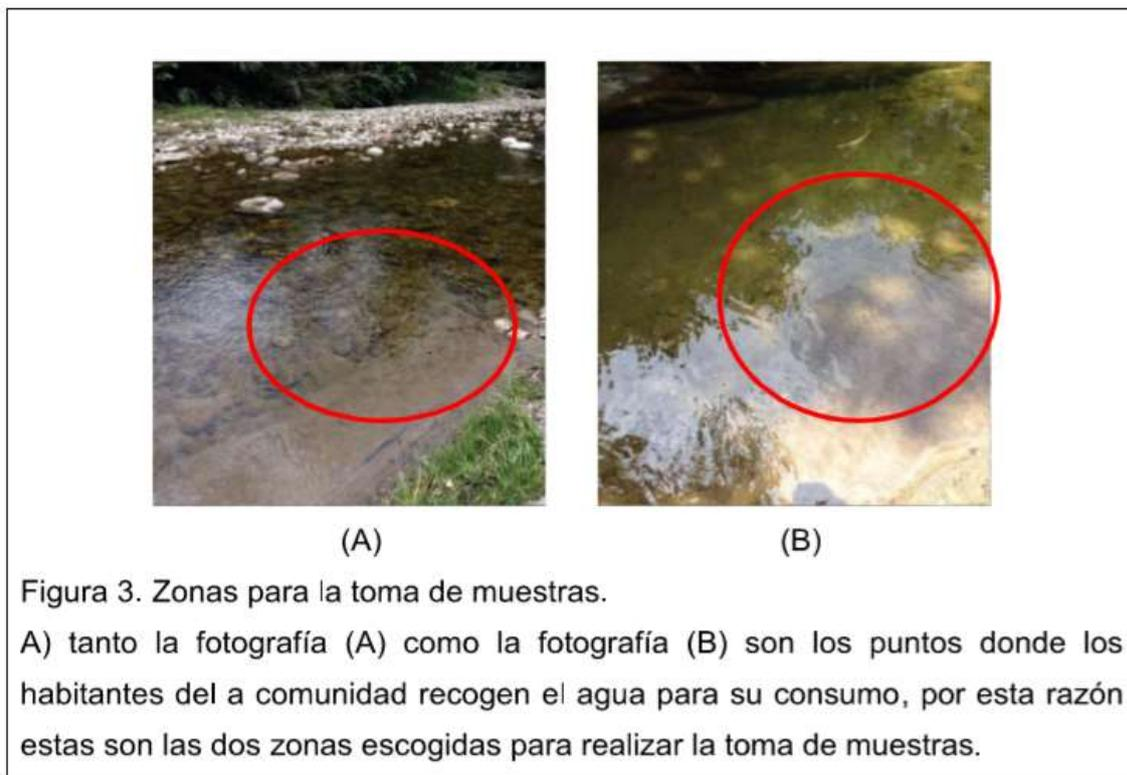 (A) (B)
Figura 3. Zonas para la toma de muestras.
A) tanto la fotografía (A) como la fotografía (B) son los puntos donde los
habitantes del a comunidad recogen el agua para su consumo, por esta razón
estas son las dos zonas escogidas para realizar la toma de muestras.